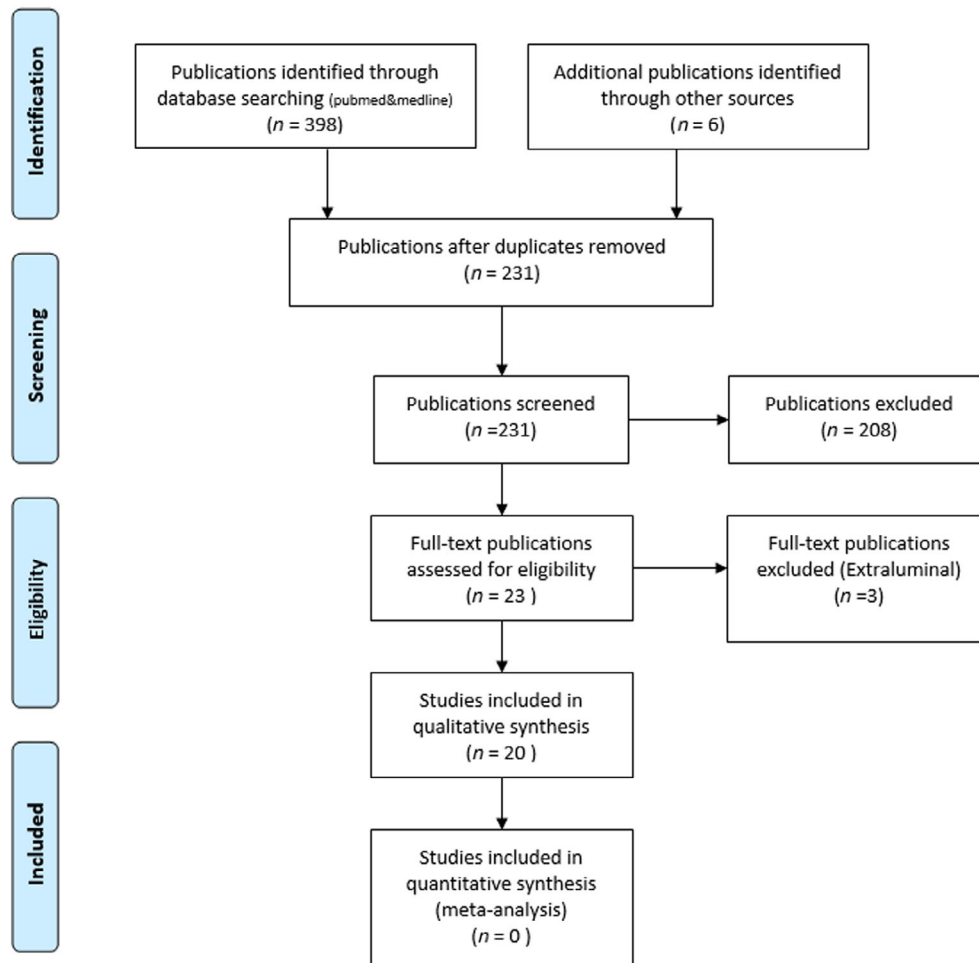 Identification
Publications identified through
database searching (pubmed&medline)
(n = 398)
Additional publications identified
through other sources
(n = 6)
Publications after duplicates removed
(n = 231)
Screening
Publications screened
(n =231)
Publications excluded
(n = 208)
Eligibility
Full-text publications
assessed for eligibility
(n = 23 )
Full-text publications
excluded (Extraluminal)
(n =3)
Studies included in
qualitative synthesis
(n = 20 )
Included
Studies included in
quantitative synthesis
(meta-analysis)
(n = 0 )